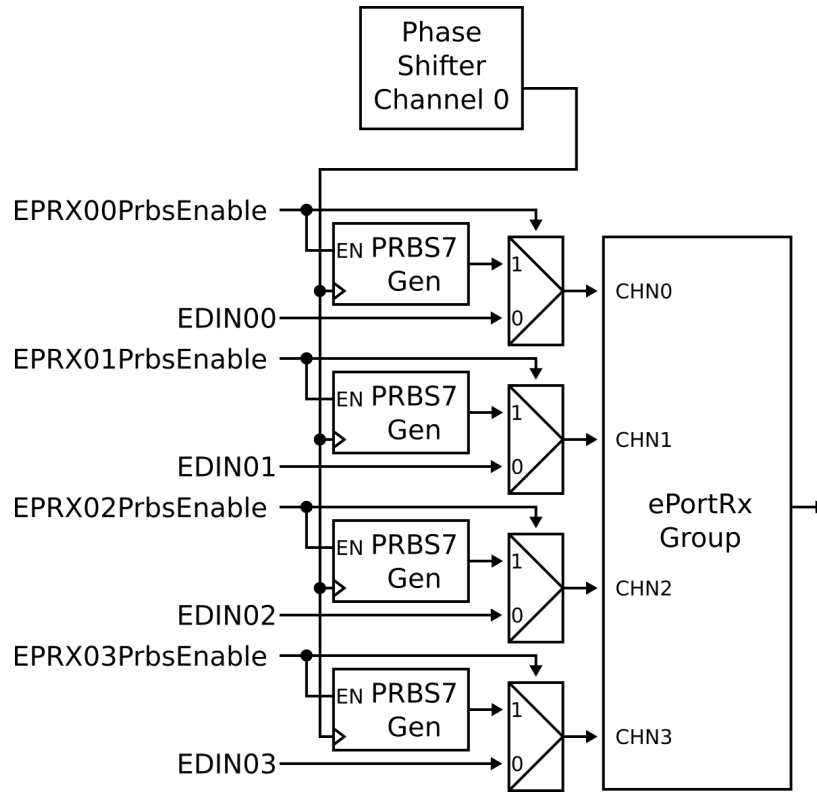 Phase
Shifter
Channel 0
EPRX00PrbsEnable
EN PRBS7
Gen
1
0
CHN0
EDIN00
EPRX01PrbsEnable
EN PRBS7
Gen
1
0
CHN1
EDIN01
EPRX02PrbsEnable
EN PRBS7
Gen
1
0
CHN2
EDIN02
EPRX03PrbsEnable
EN PRBS7
Gen
1
0
CHN3
EDIN03
ePortRx
Group